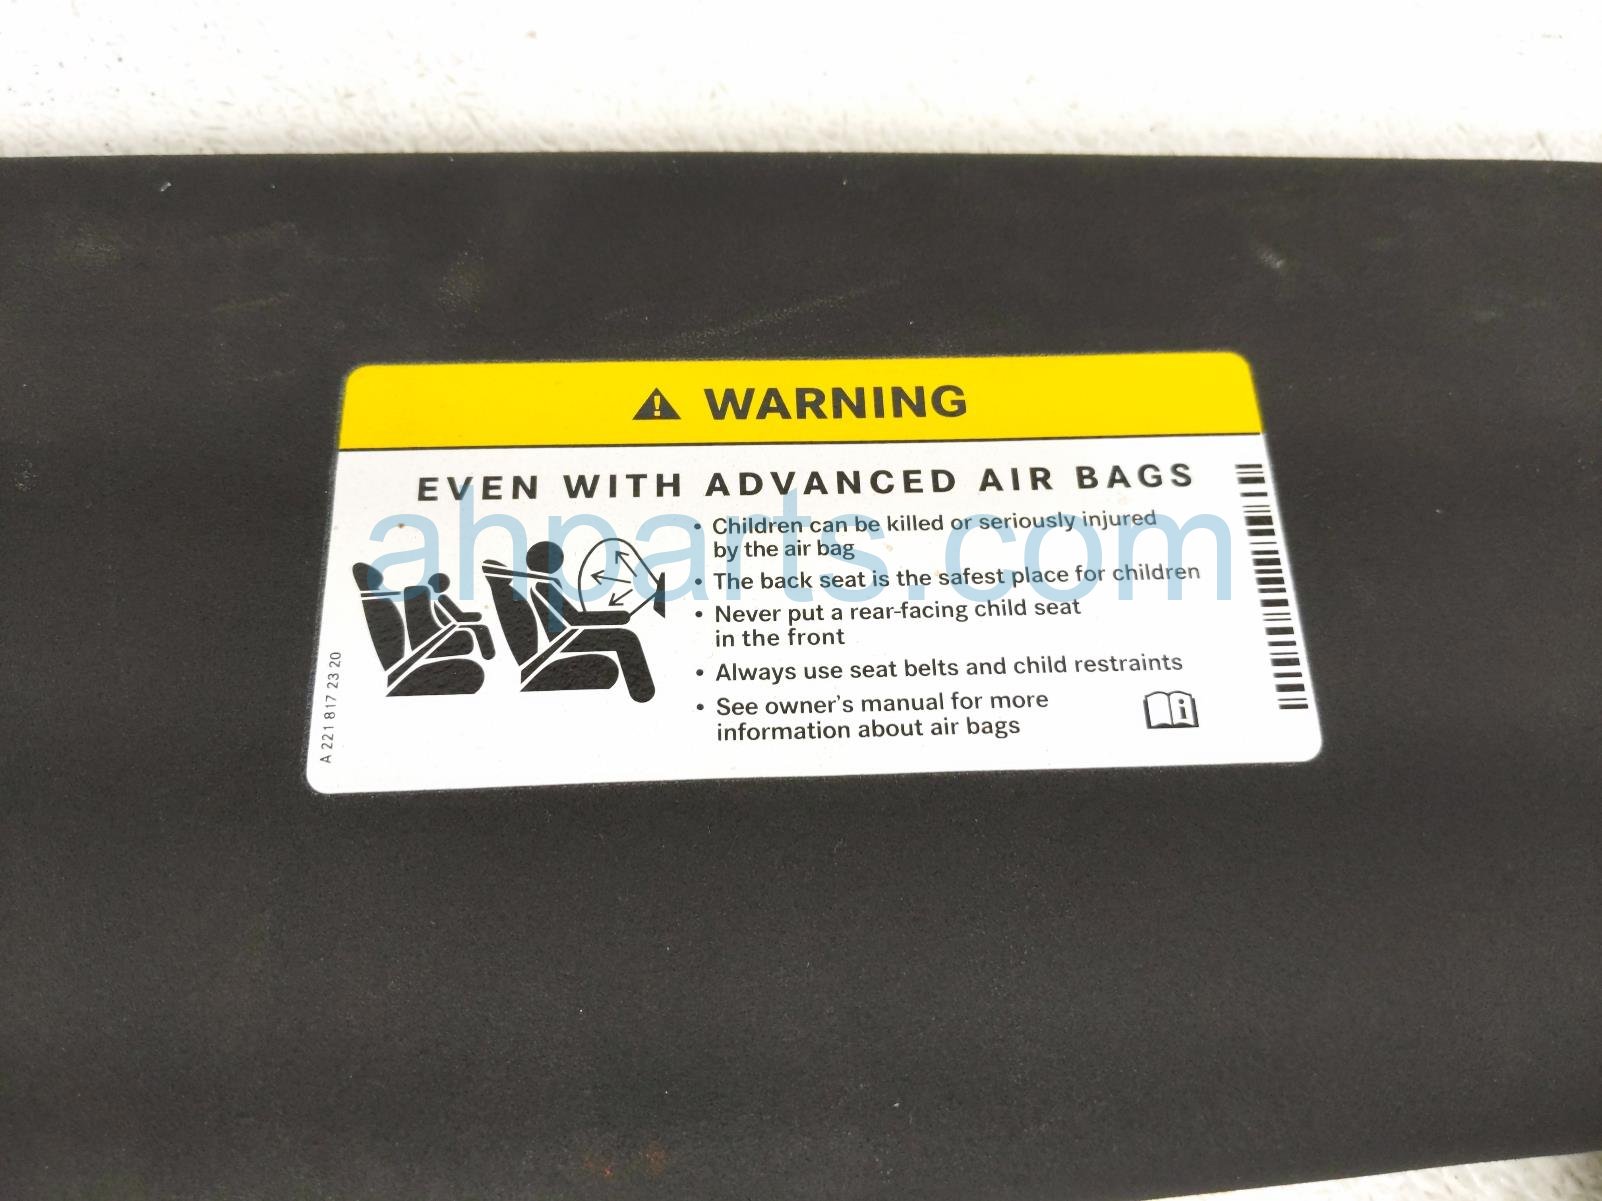 WARNING
EVEN WITH ADVANCED AIR BAGS
• Children can be killed or seriously injured
by the air bag
• The back seat is the safest place for children
• Never put a rear-facing child seat
in the front
• Always use seat belts and child restraints
• See owner's manual for more
information about air bags
A 221 817 23 20
ahparts.com